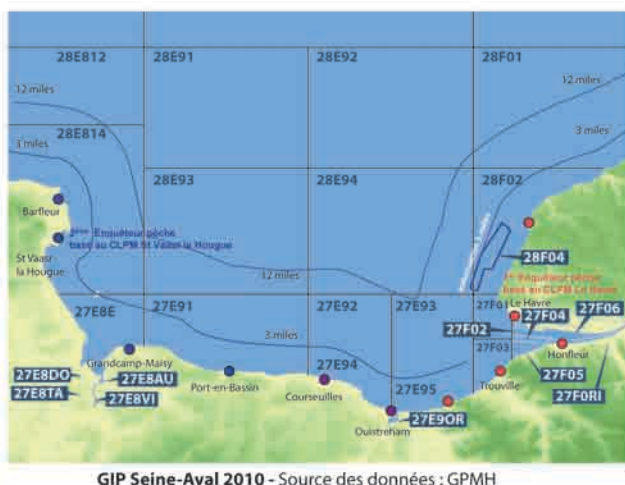 28E812
28E91
28E92
28F01
12 miles
12 miles
3 miles
28E814
3 miles
28E93
28E94
28F02
Barfleur
Enquêteur pêche
basé au CLPM St Vaast la Hougue
St Vaast
la Hougue
28F04
12 miles
1er Enquêteur pêche
basé au CLPM Le Havre
27E8E
27E91
27E92
27E93
27F01
Le Havre
27F04
27F06
3 miles
27F02
27F03
Grandcamp-Maisy
27E94
Honfleur
27E8DO
27E8AU
Port-en-Bassin
Courseuilles
27E95
Trouville
27F05
27E8TA
27E8VI
27F0RI
Ouistreham
27E9OR
GIP Seine-Aval 2010 - Source des données : GPMH